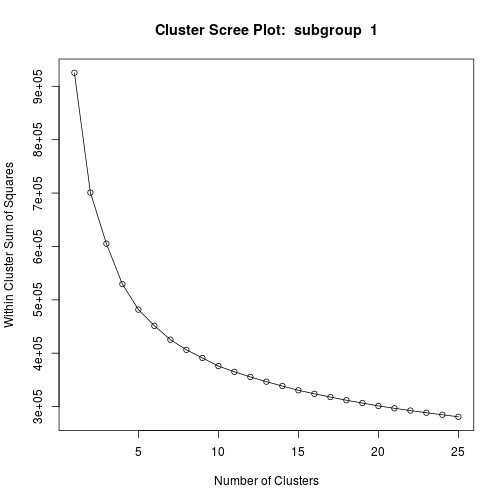 Cluster Scree Plot:  subgroup  1
Within Cluster Sum of Squares
9e+05
8e+05
7e+05
6e+05
5e+05
4e+05
3e+05
5 10 15 20 25
Number of Clusters